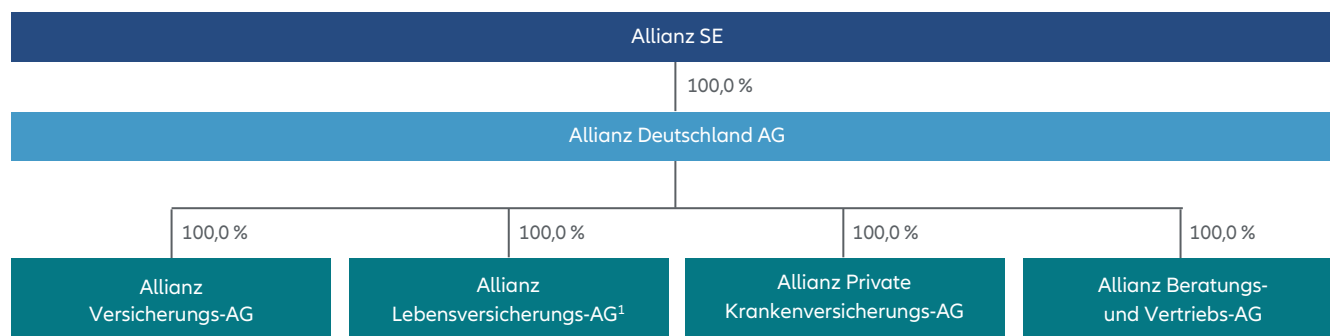 Allianz SE
100,0 %
Allianz Deutschland AG
100,0 %
100,0 %
100,0 %
100,0 %
Allianz
Versicherungs-AG
Allianz
Lebensversicherungs-AG¹
Allianz Private
Krankenversicherungs-AG
Allianz Beratungs-
und Vertriebs-AG